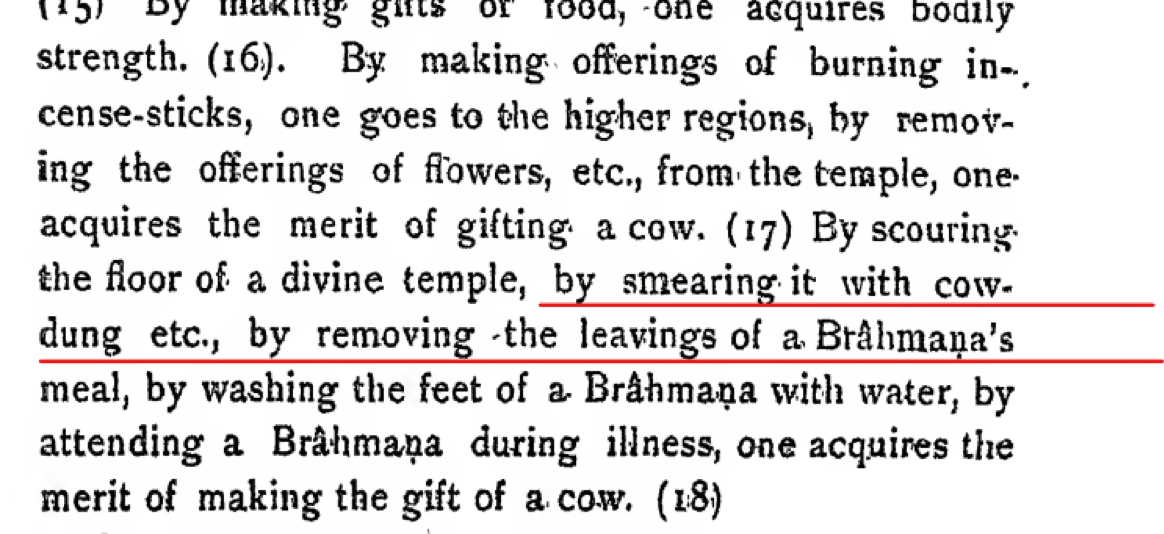 (15) By making gifts of food, one acquires bodily
strength. (16). By making offerings of burning in-
cense-sticks, one goes to the higher regions, by remov-
ing the offerings of flowers, etc., from the temple, one
acquires the merit of gifting a cow. (17) By scouring
the floor of a divine temple, by smearing it with cow-
dung etc., by removing the leavings of a Brâhmaṇa's
meal, by washing the feet of a Brâhmaṇa with water, by
attending a Brâhmaṇa during illness, one acquires the
merit of making the gift of a cow. (18)